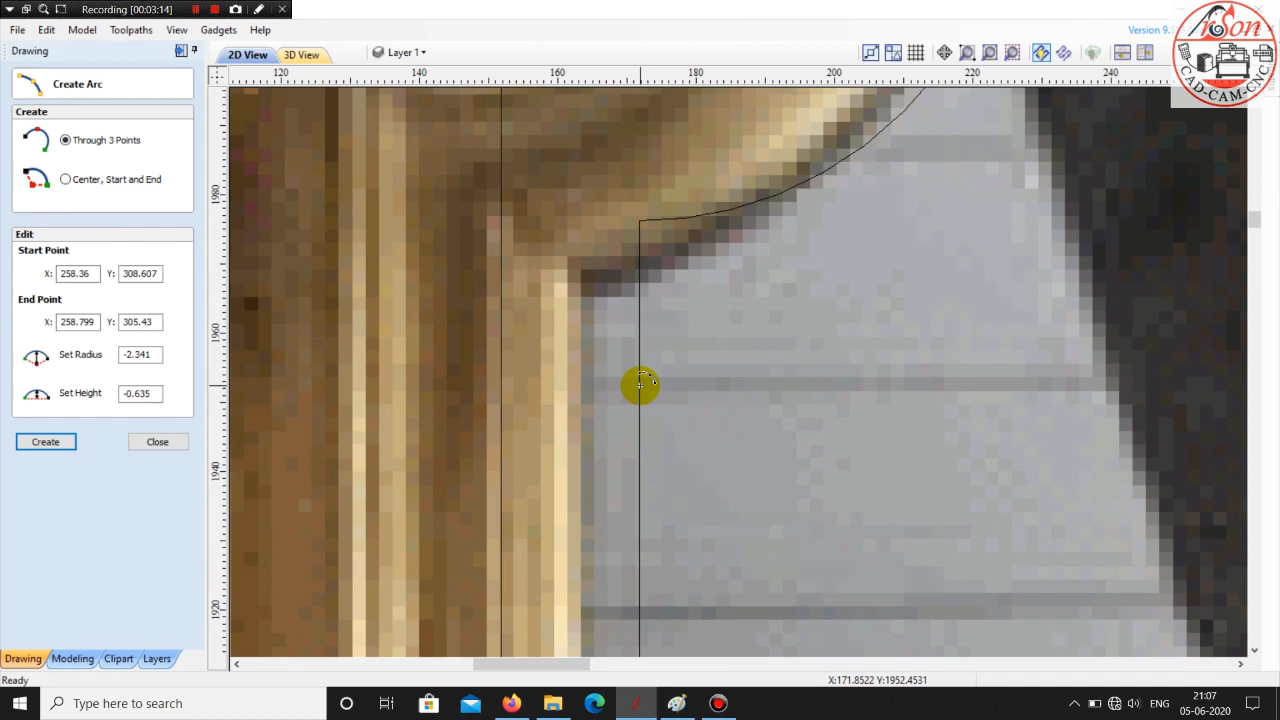 Recording [00:03:14]
File Edit Model Toolpaths View Gadgets Help
Version 9.
Drawing
2D View 3D View Layer 1
Create Arc
120 140 160 180 200 220 240
Create
Through 3 Points
Center, Start and End
1980
Edit
Start Point
X: 258.36 Y: 308.607
End Point
X: 258.799 Y: 305.43
1960
Set Radius -2.341
Set Height -0.635
Create Close
1940
1920
Drawing Modeling Clipart Layers
Ready
X:171.8522 Y:1952.4531
Type here to search
ENG
21:07
05-06-2020
CAD-CAM-CNC